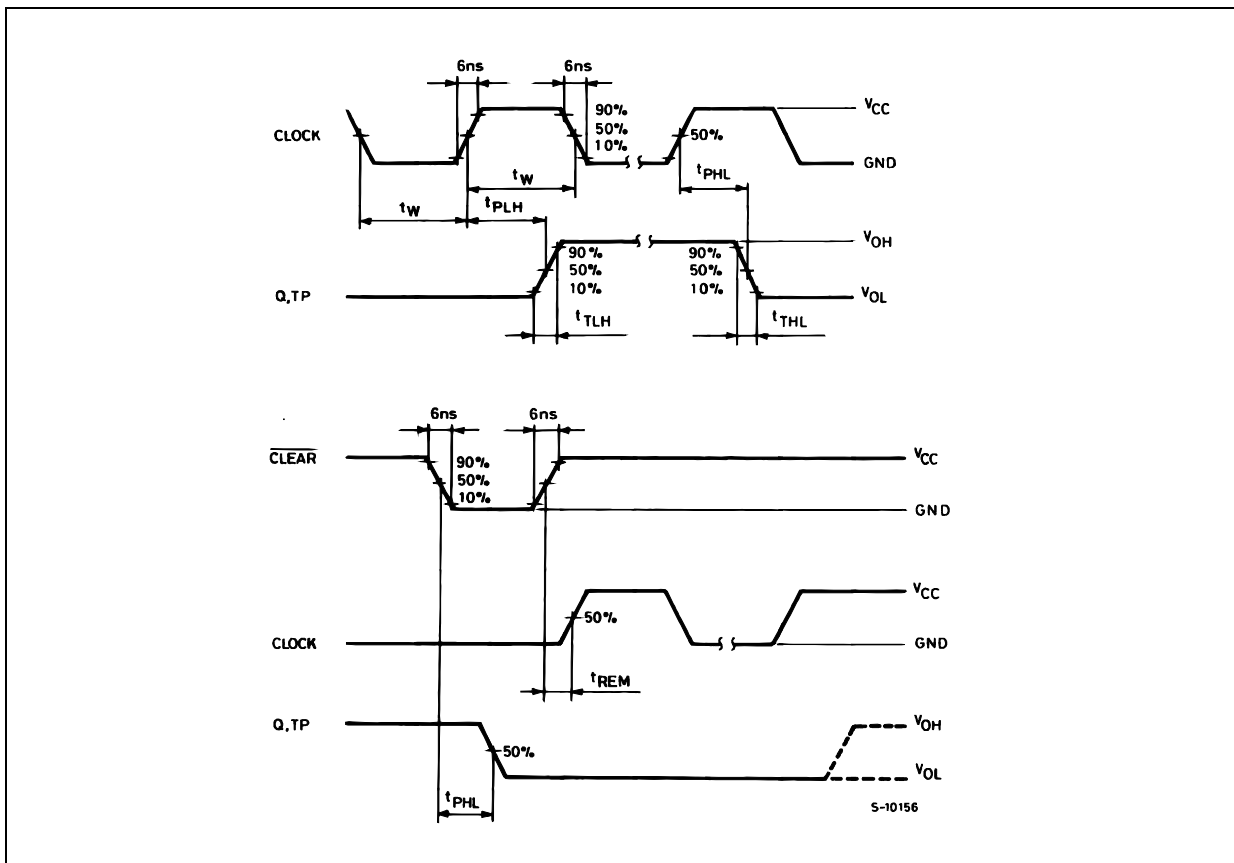 6ns 6ns
90%
VCC
CLOCK 50% 50%
10%
GND
tPHL
tW
tW tPLH
VOH
90% 90%
50% 50%
Q,TP 10% 10% VOL
tTLH tTHL
6ns 6ns
CLEAR 90% VCC
50%
10%
GND
VCC
50%
CLOCK GND
tREM
Q,TP VOH
50%
VOL
tPHL
S-10156